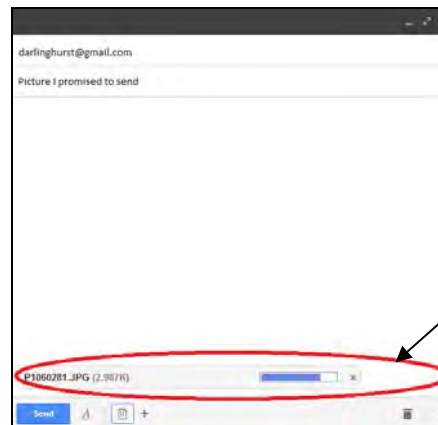 darlinghurst@gmail.com
Picture I promised to send
P1060281.JPG (2,987K)
Send